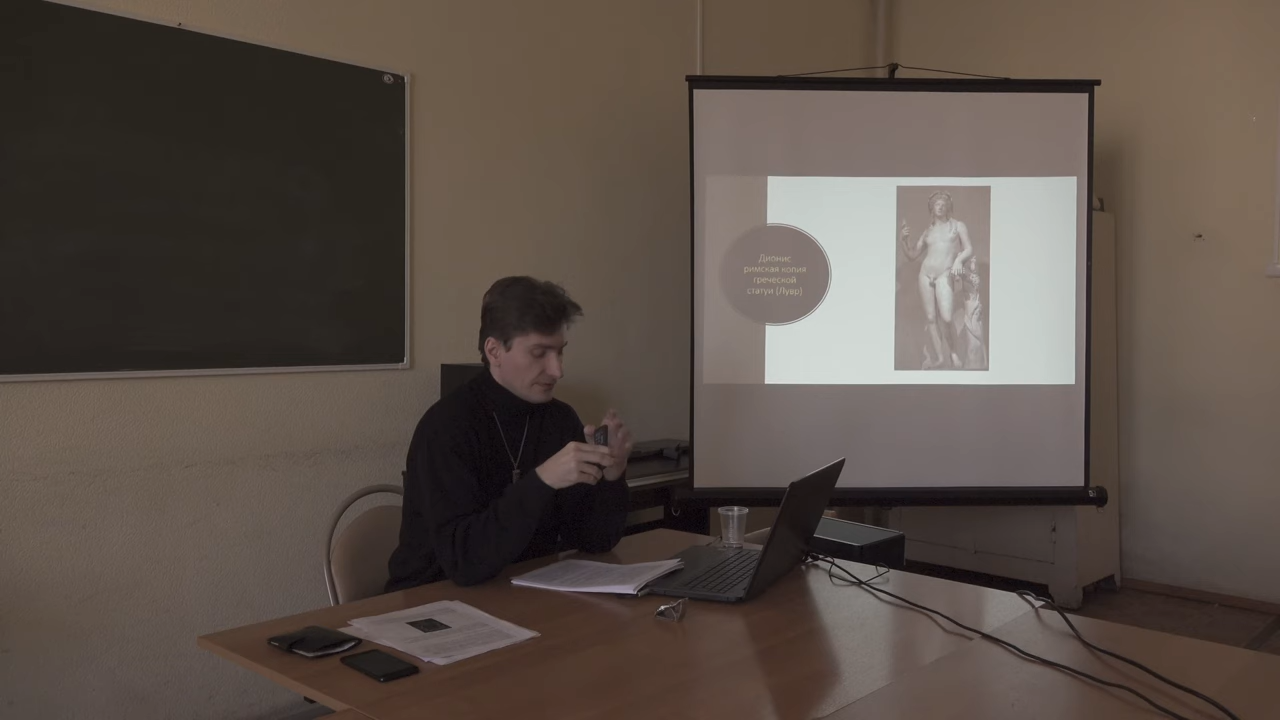 Дионис
римская копия
греческой
статуи (Лувр)